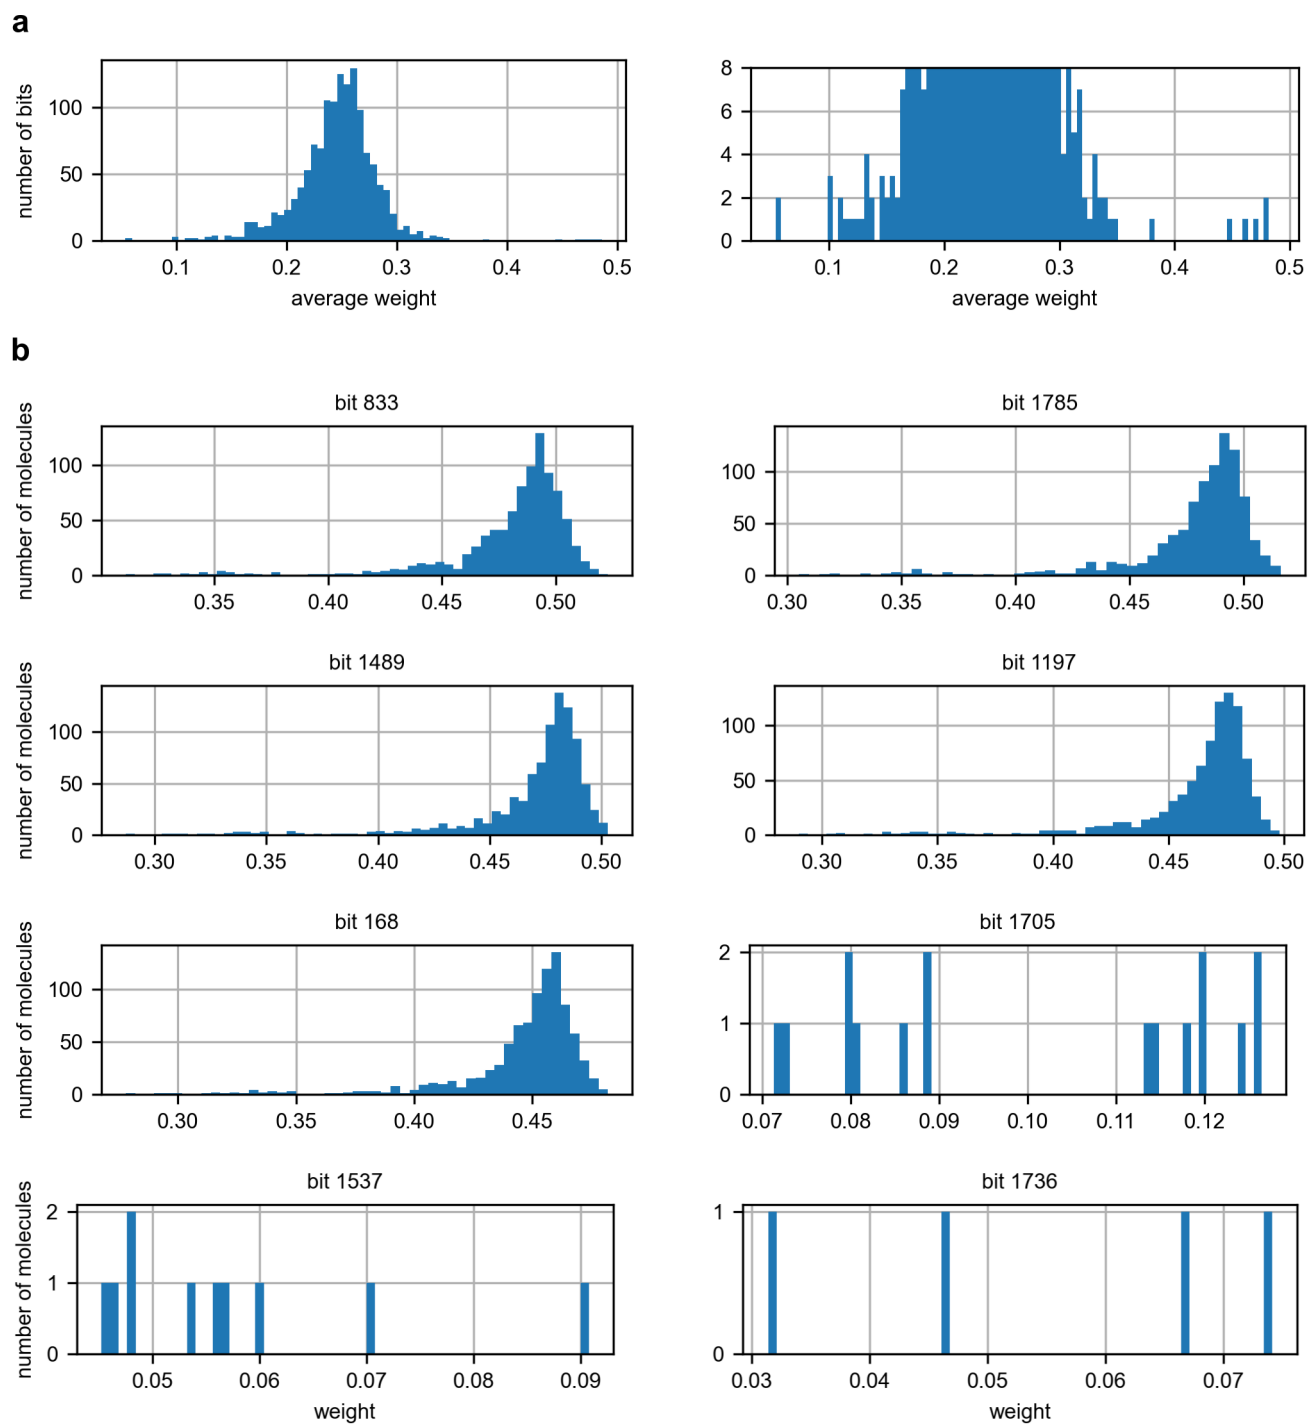 a
number of bits
100
50
0
0.1 0.2 0.3 0.4 0.5
average weight
8
6
4
2
0
0.1 0.2 0.3 0.4 0.5
average weight
b
bit 833
number of molecules
100
50
0
0.35 0.40 0.45 0.50
bit 1785
100
50
0
0.30 0.35 0.40 0.45 0.50
bit 1489
number of molecules
100
50
0
0.30 0.35 0.40 0.45 0.50
bit 1197
100
50
0
0.30 0.35 0.40 0.45 0.50
bit 168
number of molecules
100
50
0
0.30 0.35 0.40 0.45
bit 1705
2
1
0
0.07 0.08 0.09 0.10 0.11 0.12
bit 1537
number of molecules
2
1
0
0.05 0.06 0.07 0.08 0.09
weight
bit 1736
1
0
0.03 0.04 0.05 0.06 0.07
weight